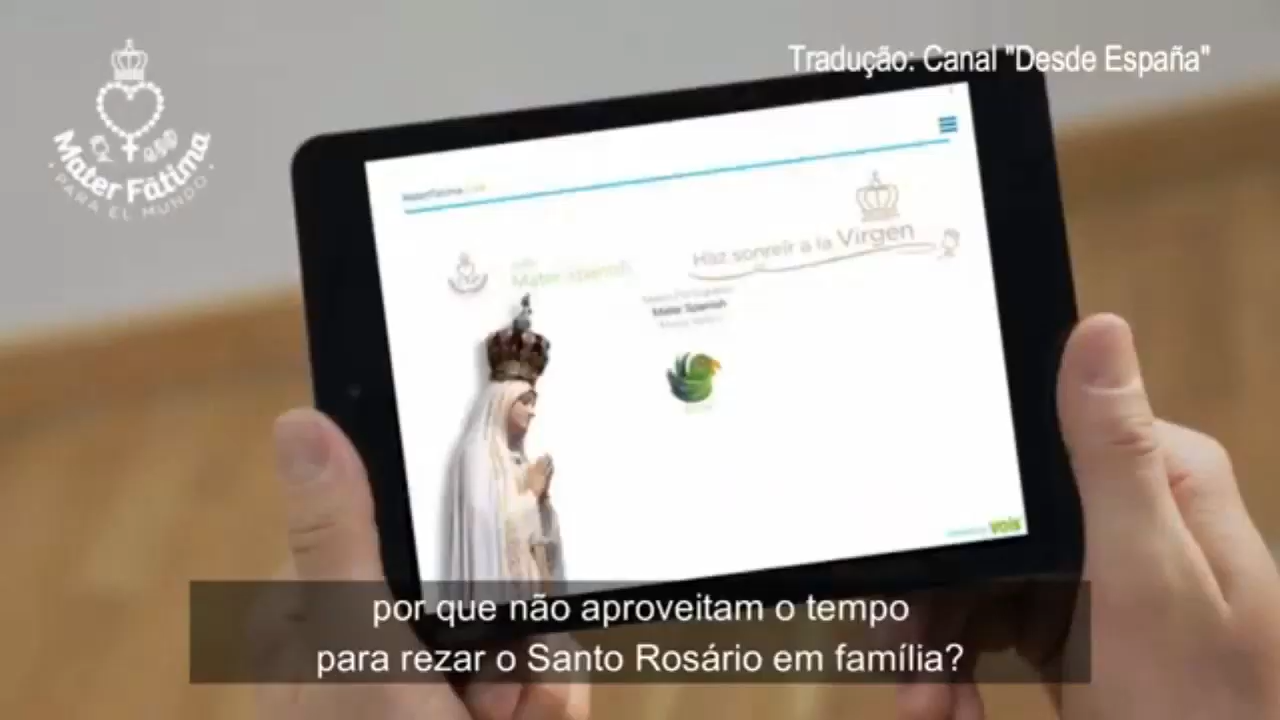 Tradução: Canal "Desde España"
Mater Fátima
· PARA EL MUNDO ·
Haz sonreír a la Virgen
Mater Spanish
vois
por que não aproveitam o tempo
para rezar o Santo Rosário em família?